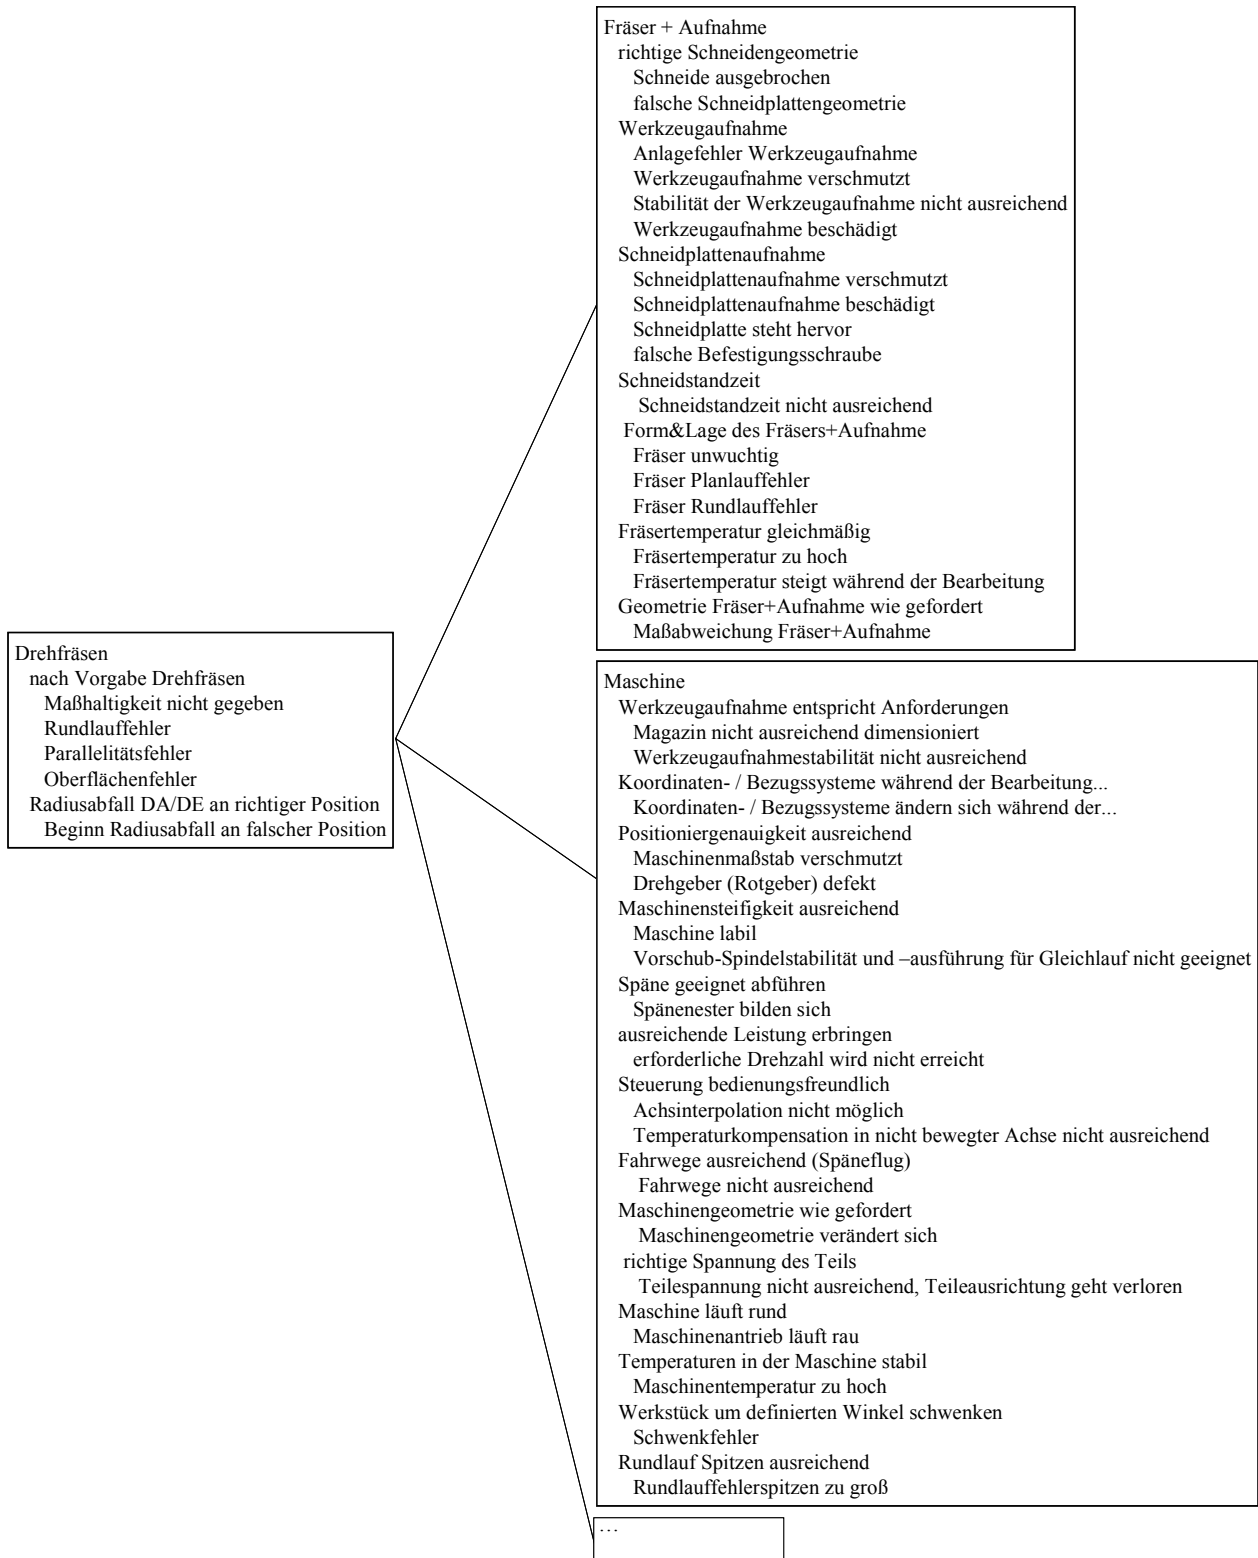 Fräser + Aufnahme
richtige Schneidengeometrie
Schneide ausgebrochen
falsche Schneidplattengeometrie
Werkzeugaufnahme
Anlagefehler Werkzeugaufnahme
Werkzeugaufnahme verschmutzt
Stabilität der Werkzeugaufnahme nicht ausreichend
Werkzeugaufnahme beschädigt
Schneidplattenaufnahme
Schneidplattenaufnahme verschmutzt
Schneidplattenaufnahme beschädigt
Schneidplatte steht hervor
falsche Befestigungsschraube
Schneidstandzeit
Schneidstandzeit nicht ausreichend
Form&Lage des Fräsers+Aufnahme
Fräser unwuchtig
Fräser Planlauffehler
Fräser Rundlauffehler
Fräsertemperatur gleichmäßig
Fräsertemperatur zu hoch
Fräsertemperatur steigt während der Bearbeitung
Geometrie Fräser+Aufnahme wie gefordert
Maßabweichung Fräser+Aufnahme
Drehfräsen
nach Vorgabe Drehfräsen
Maßhaltigkeit nicht gegeben
Rundlauffehler
Parallelitätsfehler
Oberflächenfehler
Radiusabfall DA/DE an richtiger Position
Beginn Radiusabfall an falscher Position
Maschine
Werkzeugaufnahme entspricht Anforderungen
Magazin nicht ausreichend dimensioniert
Werkzeugaufnahmestabilität nicht ausreichend
Koordinaten- / Bezugssysteme während der Bearbeitung...
Koordinaten- / Bezugssysteme ändern sich während der...
Positioniergenauigkeit ausreichend
Maschinenmaßstab verschmutzt
Drehgeber (Rotgeber) defekt
Maschinensteifigkeit ausreichend
Maschine labil
Vorschub-Spindelstabilität und –ausführung für Gleichlauf nicht geeignet
Späne geeignet abführen
Spänenester bilden sich
ausreichende Leistung erbringen
erforderliche Drehzahl wird nicht erreicht
Steuerung bedienungsfreundlich
Achsinterpolation nicht möglich
Temperaturkompensation in nicht bewegter Achse nicht ausreichend
Fahrwege ausreichend (Späneflug)
Fahrwege nicht ausreichend
Maschinengeometrie wie gefordert
Maschinengeometrie verändert sich
richtige Spannung des Teils
Teilespannung nicht ausreichend, Teileausrichtung geht verloren
Maschine läuft rund
Maschinenantrieb läuft rau
Temperaturen in der Maschine stabil
Maschinentemperatur zu hoch
Werkstück um definierten Winkel schwenken
Schwenkfehler
Rundlauf Spitzen ausreichend
Rundlauffehlerspitzen zu groß
…